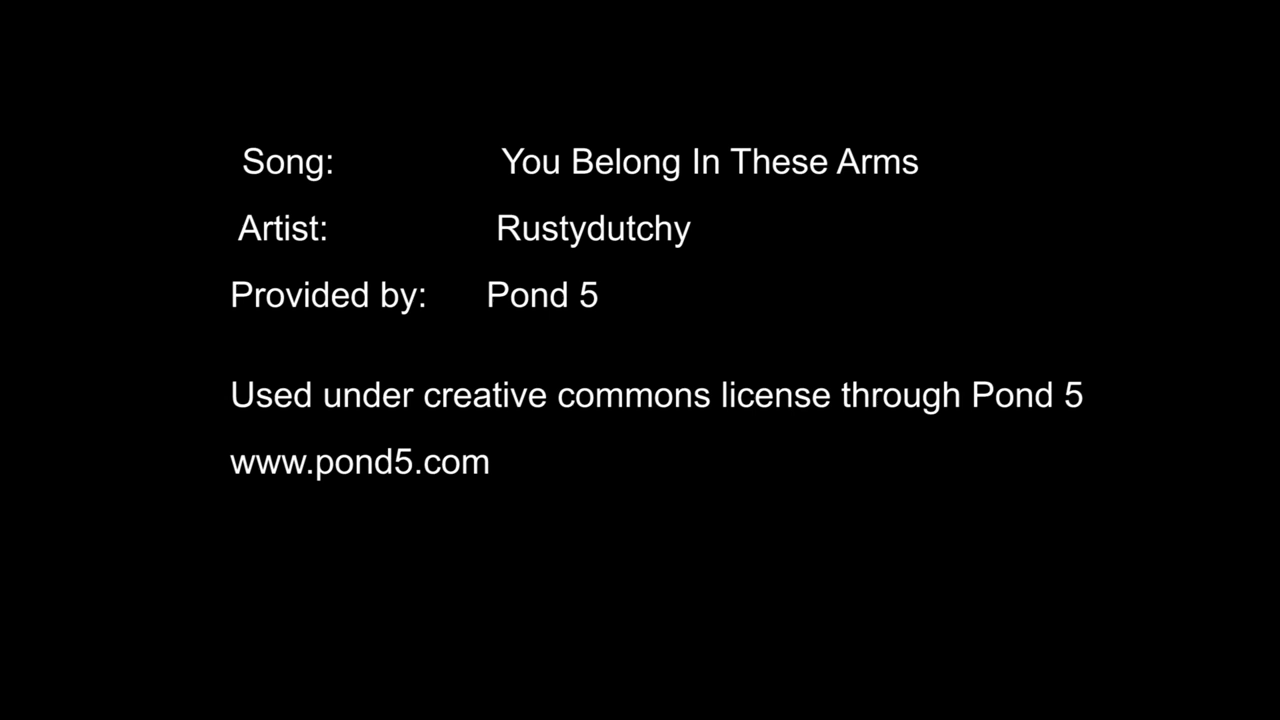 Song: You Belong In These Arms
Artist: Rustydutchy
Provided by: Pond 5
Used under creative commons license through Pond 5
www.pond5.com